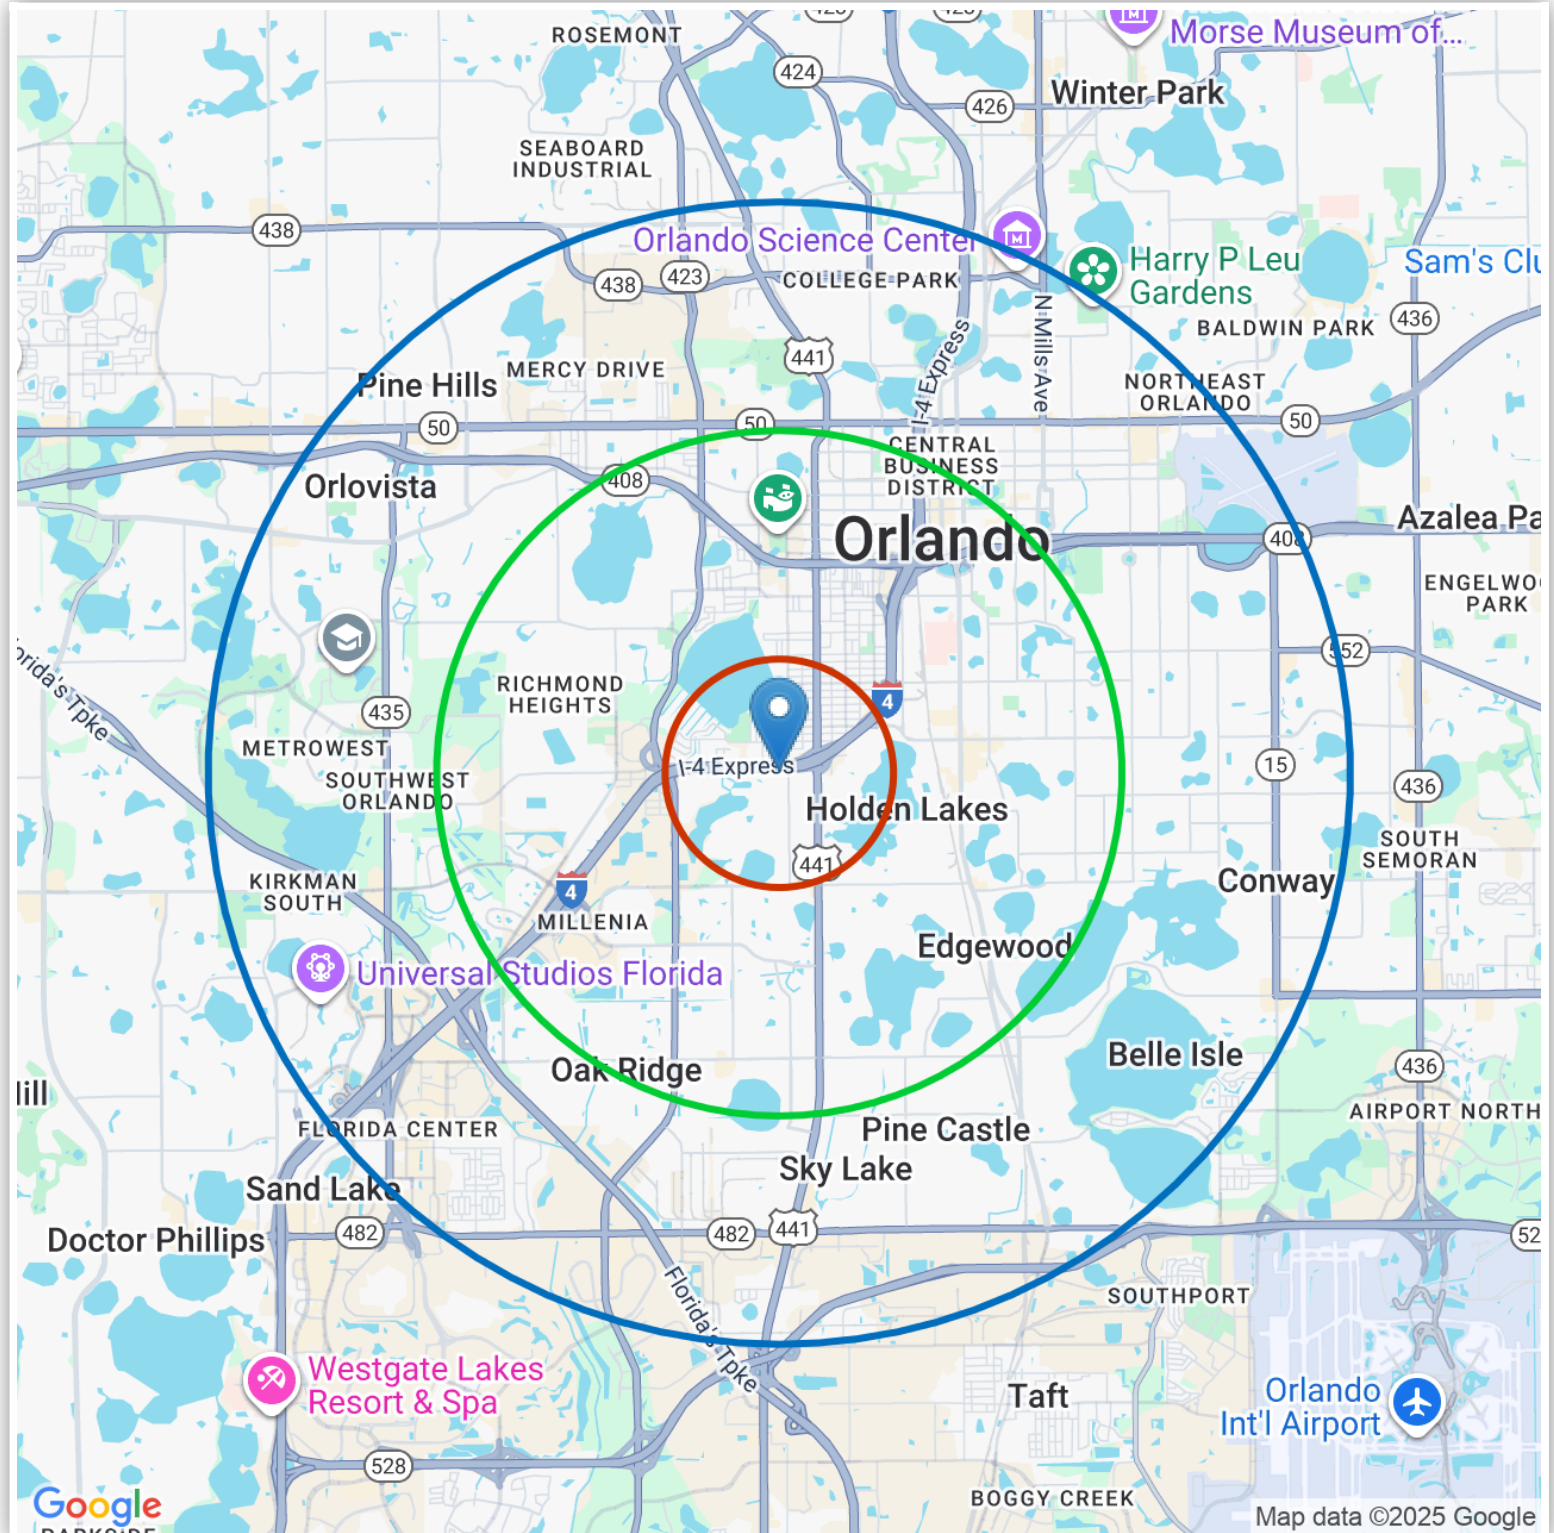 ROSEMONT
Morse Museum of...
424
426
Winter Park
SEABOARD
INDUSTRIAL
438
Orlando Science Center
438
423
COLLEGE PARK
Harry P Leu
Gardens
Sam's Clu
436
BALDWIN PARK
N Mills Ave
I-4 Express
441
MERCY DRIVE
Pine Hills
NORTHEAST
ORLANDO
50
50
50
CENTRAL
BUSINESS
DISTRICT
Orlovista
408
Orlando
Azalea Pa
408
ENGELWO
PARK
552
orida's Tpke
RICHMOND
HEIGHTS
4
435
METROWEST
I-4 Express
15
SOUTHWEST
ORLANDO
Holden Lakes
436
441
SOUTH
SEMORAN
KIRKMAN
SOUTH
4
MILLENIA
Conway
Edgewood
Universal Studios Florida
Oak Ridge
Belle Isle
436
Hill
AIRPORT NORTH
FLORIDA CENTER
Pine Castle
Sky Lake
Sand Lake
Doctor Phillips
482
482
441
52
Florida's Tpke
SOUTHPORT
Westgate Lakes
Resort & Spa
Taft
Orlando
Int'l Airport
528
BOGGY CREEK
Google
Map data ©2025 Google